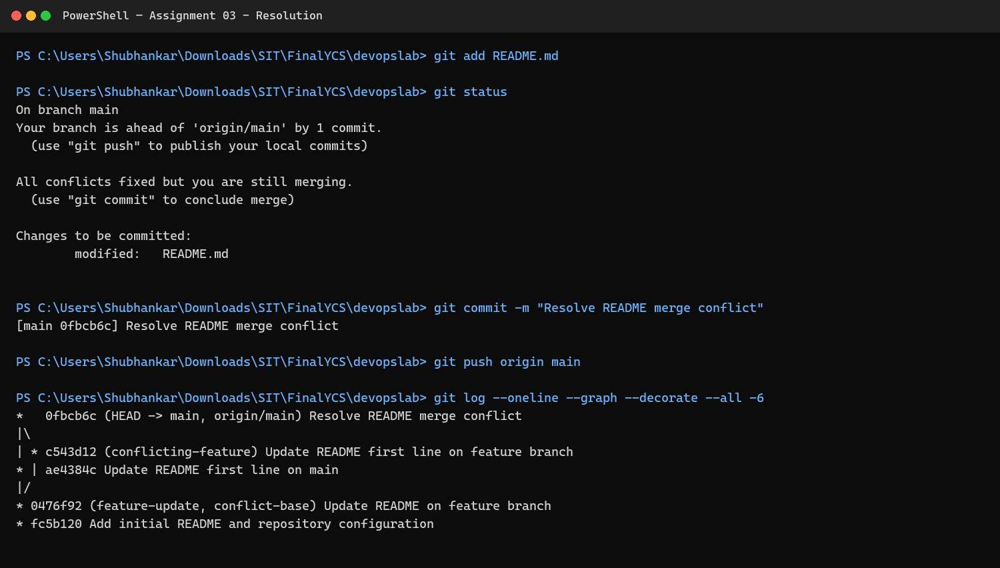 PowerShell — Assignment 03 - Resolution
PS C:\Users\Shubhankar\Downloads\SIT\FinalYCS\devopslab> git add README.md
PS C:\Users\Shubhankar\Downloads\SIT\FinalYCS\devopslab> git status
On branch main
Your branch is ahead of 'origin/main' by 1 commit.
  (use "git push" to publish your local commits)
All conflicts fixed but you are still merging.
  (use "git commit" to conclude merge)
Changes to be committed:
        modified:   README.md
PS C:\Users\Shubhankar\Downloads\SIT\FinalYCS\devopslab> git commit -m "Resolve README merge conflict"
[main 0fbcb6c] Resolve README merge conflict
PS C:\Users\Shubhankar\Downloads\SIT\FinalYCS\devopslab> git push origin main
PS C:\Users\Shubhankar\Downloads\SIT\FinalYCS\devopslab> git log --oneline --graph --decorate --all -6
*   0fbcb6c (HEAD -> main, origin/main) Resolve README merge conflict
|\
| * c543d12 (conflicting-feature) Update README first line on feature branch
* | ae4384c Update README first line on main
|/
* 0476f92 (feature-update, conflict-base) Update README on feature branch
* fc5b120 Add initial README and repository configuration